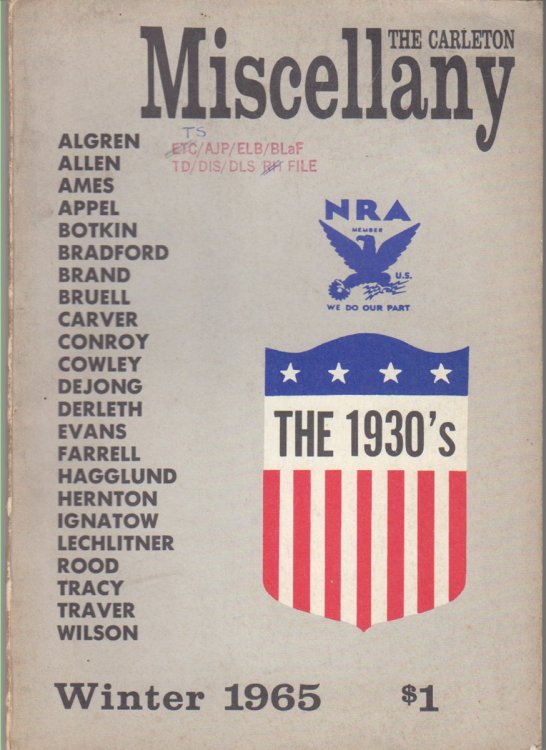 THE CARLETON
Miscellany
TS
ETC/AJP/ELB/BLaF
TD/DIS/DLS RH FILE
ALGREN
ALLEN
AMES
APPEL
BOTKIN
BRADFORD
BRAND
BRUELL
CARVER
CONROY
COWLEY
DEJONG
DERLETH
EVANS
FARRELL
HAGGLUND
HERNTON
IGNATOW
LECHLITNER
ROOD
TRACY
TRAVER
WILSON
NRA
MEMBER
U.S.
WE DO OUR PART
THE 1930's
Winter 1965 $1